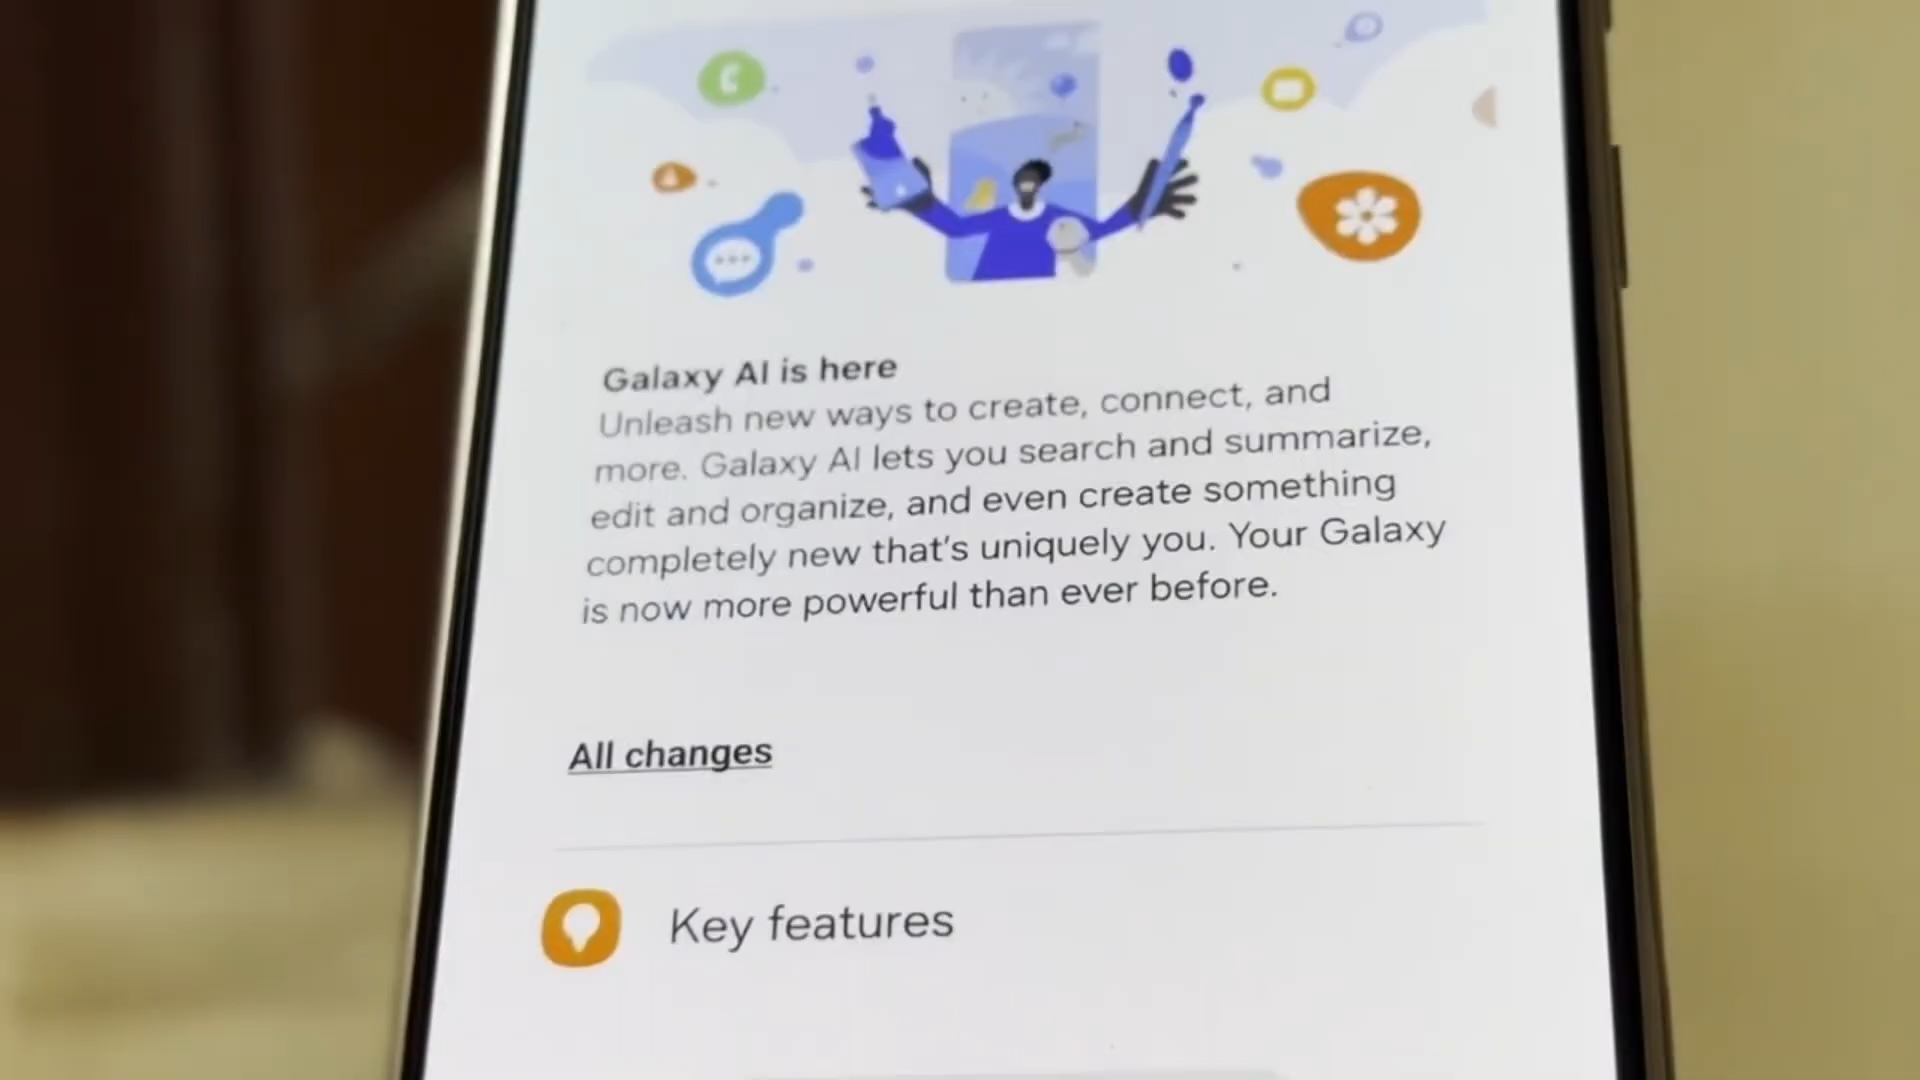 Galaxy AI is here
Unleash new ways to create, connect, and
more. Galaxy AI lets you search and summarize,
edit and organize, and even create something
completely new that's uniquely you. Your Galaxy
is now more powerful than ever before.
All changes
Key features